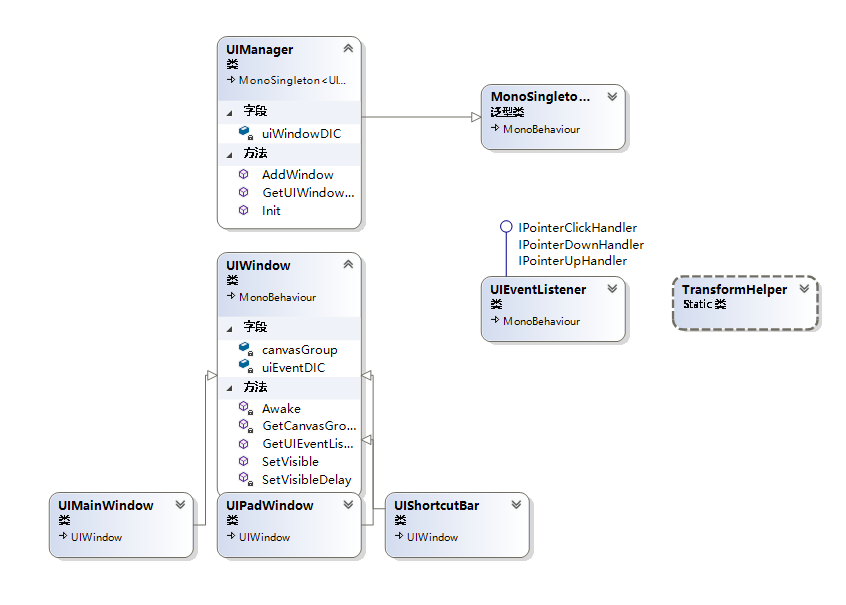 UIManager
类
MonoSingleton<UI...
字段
uiWindowDIC
方法
AddWindow
GetUIWindow...
Init
MonoSingleto...
泛型类
MonoBehaviour
IPointerClickHandler
IPointerDownHandler
IPointerUpHandler
UIEventListener
类
MonoBehaviour
TransformHelper
Static 类
UIWindow
类
MonoBehaviour
字段
canvasGroup
uiEventDIC
方法
Awake
GetCanvasGro...
GetUIEventLis...
SetVisible
SetVisibleDelay
UIMainWindow
类
UIWindow
UIPadWindow
类
UIWindow
UIShortcutBar
类
UIWindow